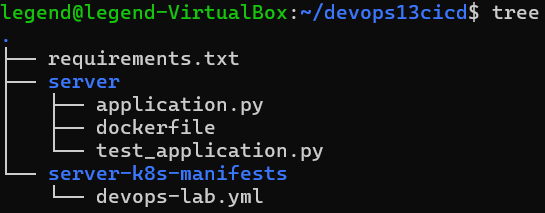 legend@legend-VirtualBox:~/devops13cicd$ tree
.
├── requirements.txt
├── server
│   ├── application.py
│   ├── dockerfile
│   └── test_application.py
└── server-k8s-manifests
    └── devops-lab.yml